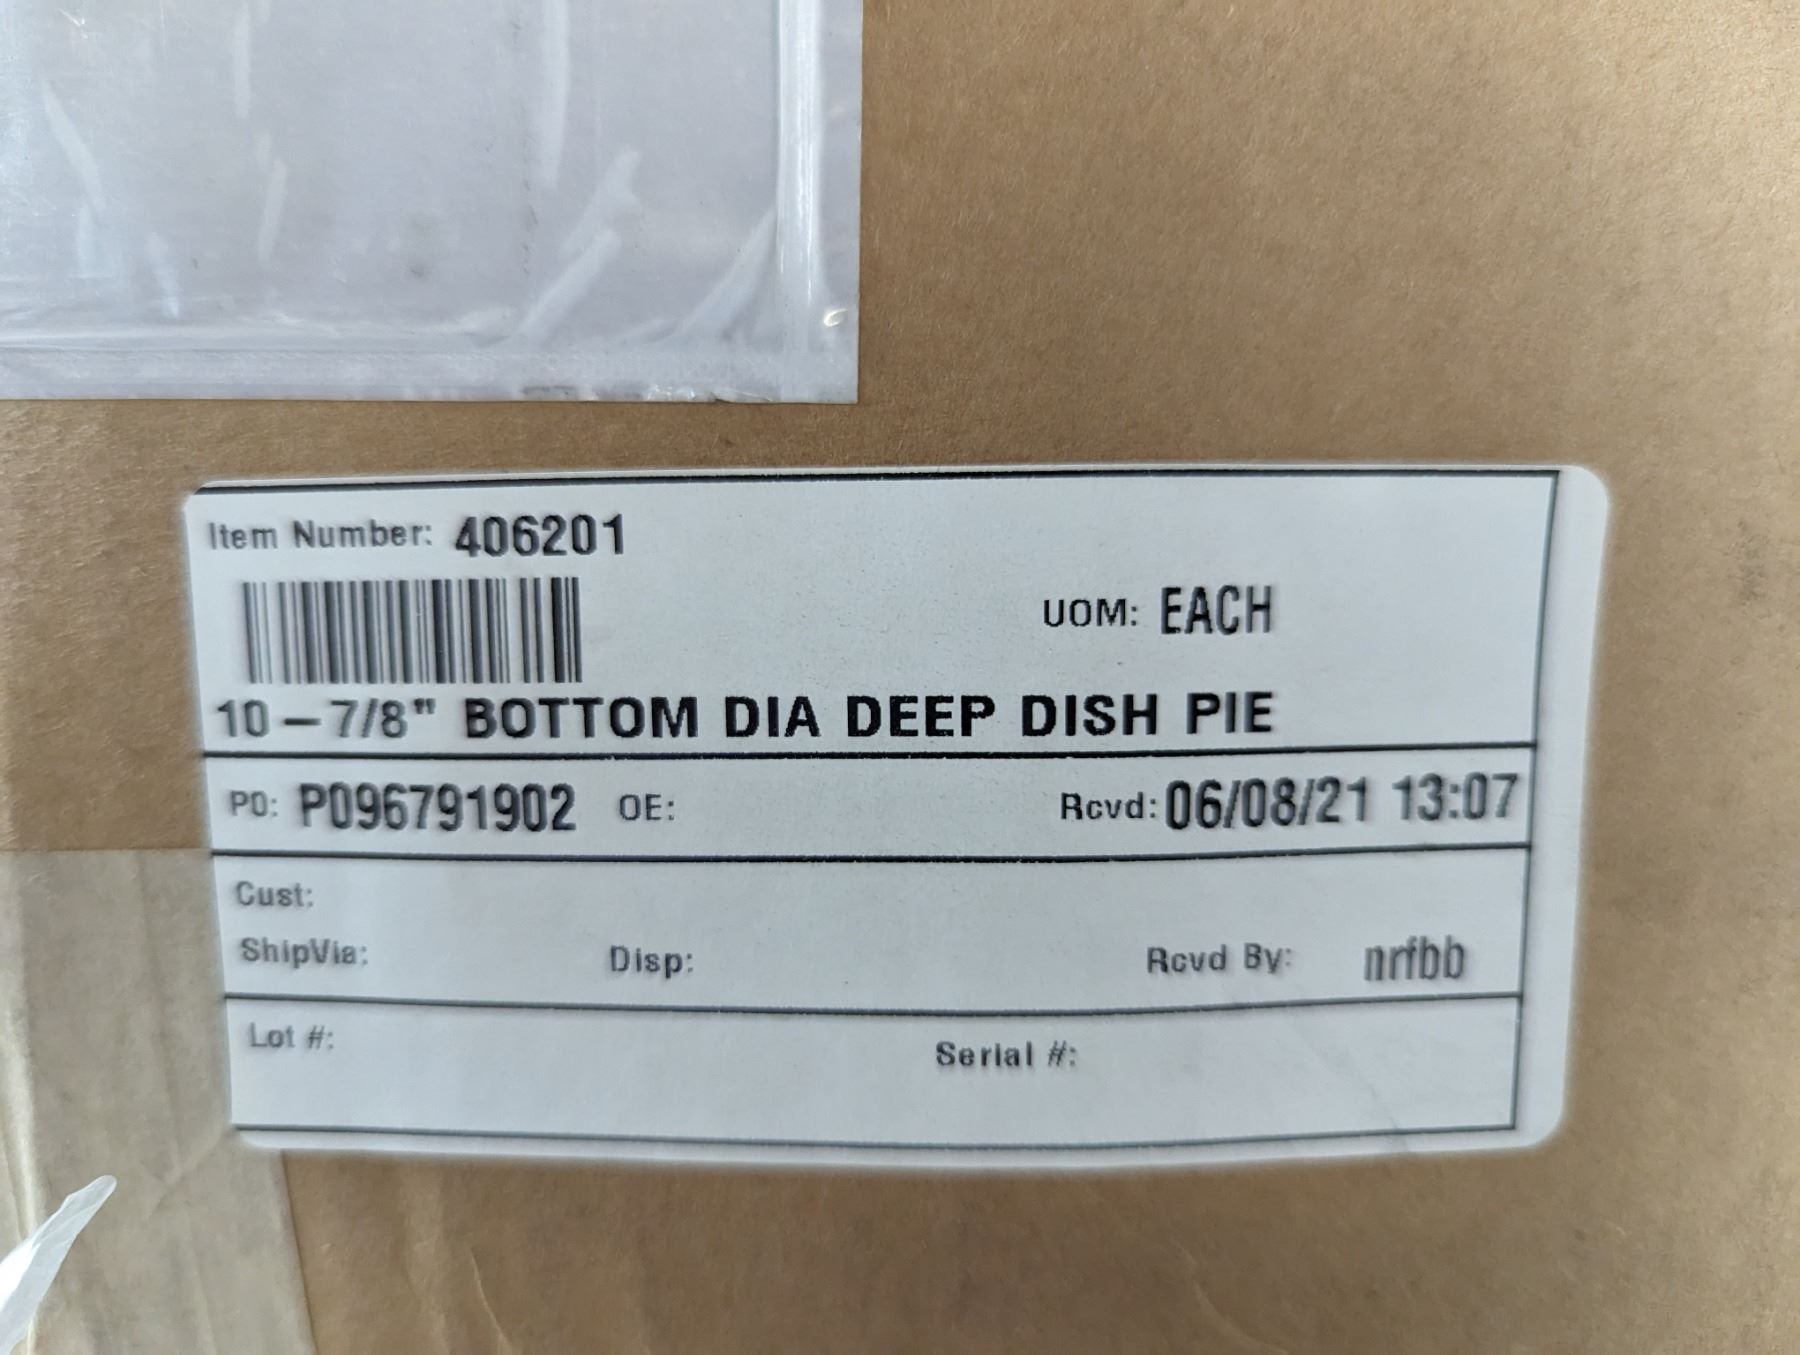 Item Number: 406201
UOM: EACH
10-7/8" BOTTOM DIA DEEP DISH PIE
PO: P096791902 OE: Rcvd: 06/08/21 13:07
Cust:
ShipVia: Disp: Rcvd By: nrfbb
Lot #: Serial #: